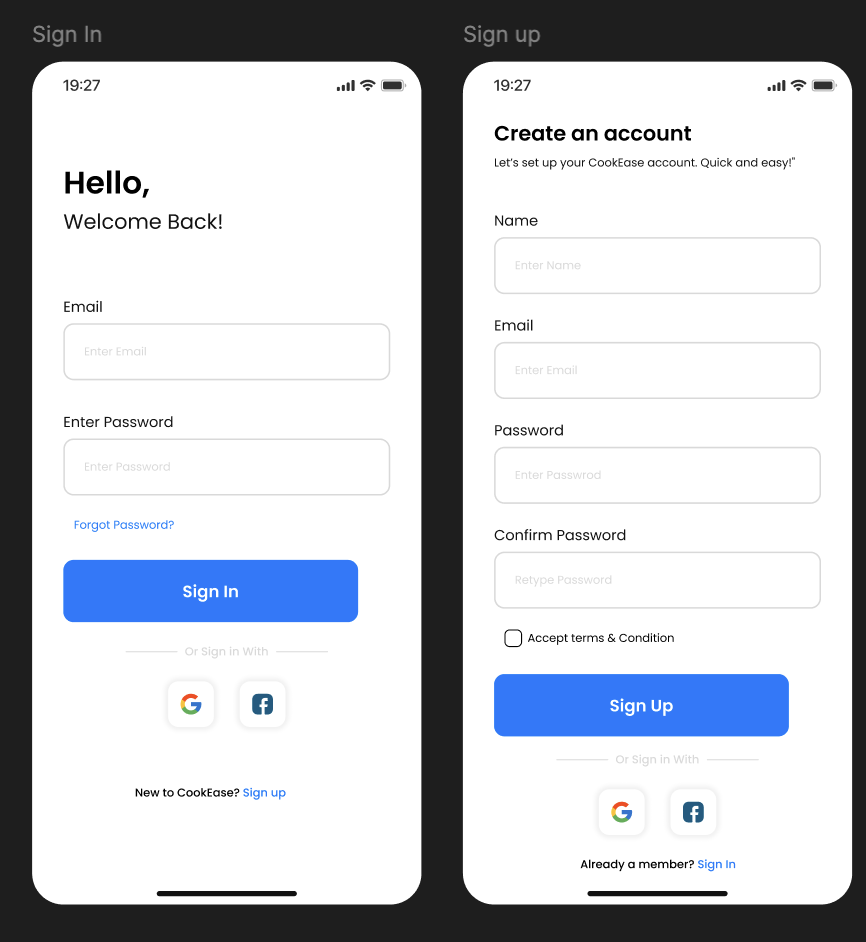 Sign In
19:27
Hello,
Welcome Back!
Email
Enter Email
Enter Password
Enter Password
Forgot Password?
Sign In
Or Sign in With
New to CookEase? Sign up
Sign up
19:27
Create an account
Let's set up your CookEase account. Quick and easy!"
Name
Enter Name
Email
Enter Email
Password
Enter Passwrod
Confirm Password
Retype Password
Accept terms & Condition
Sign Up
Or Sign in With
Already a member? Sign In